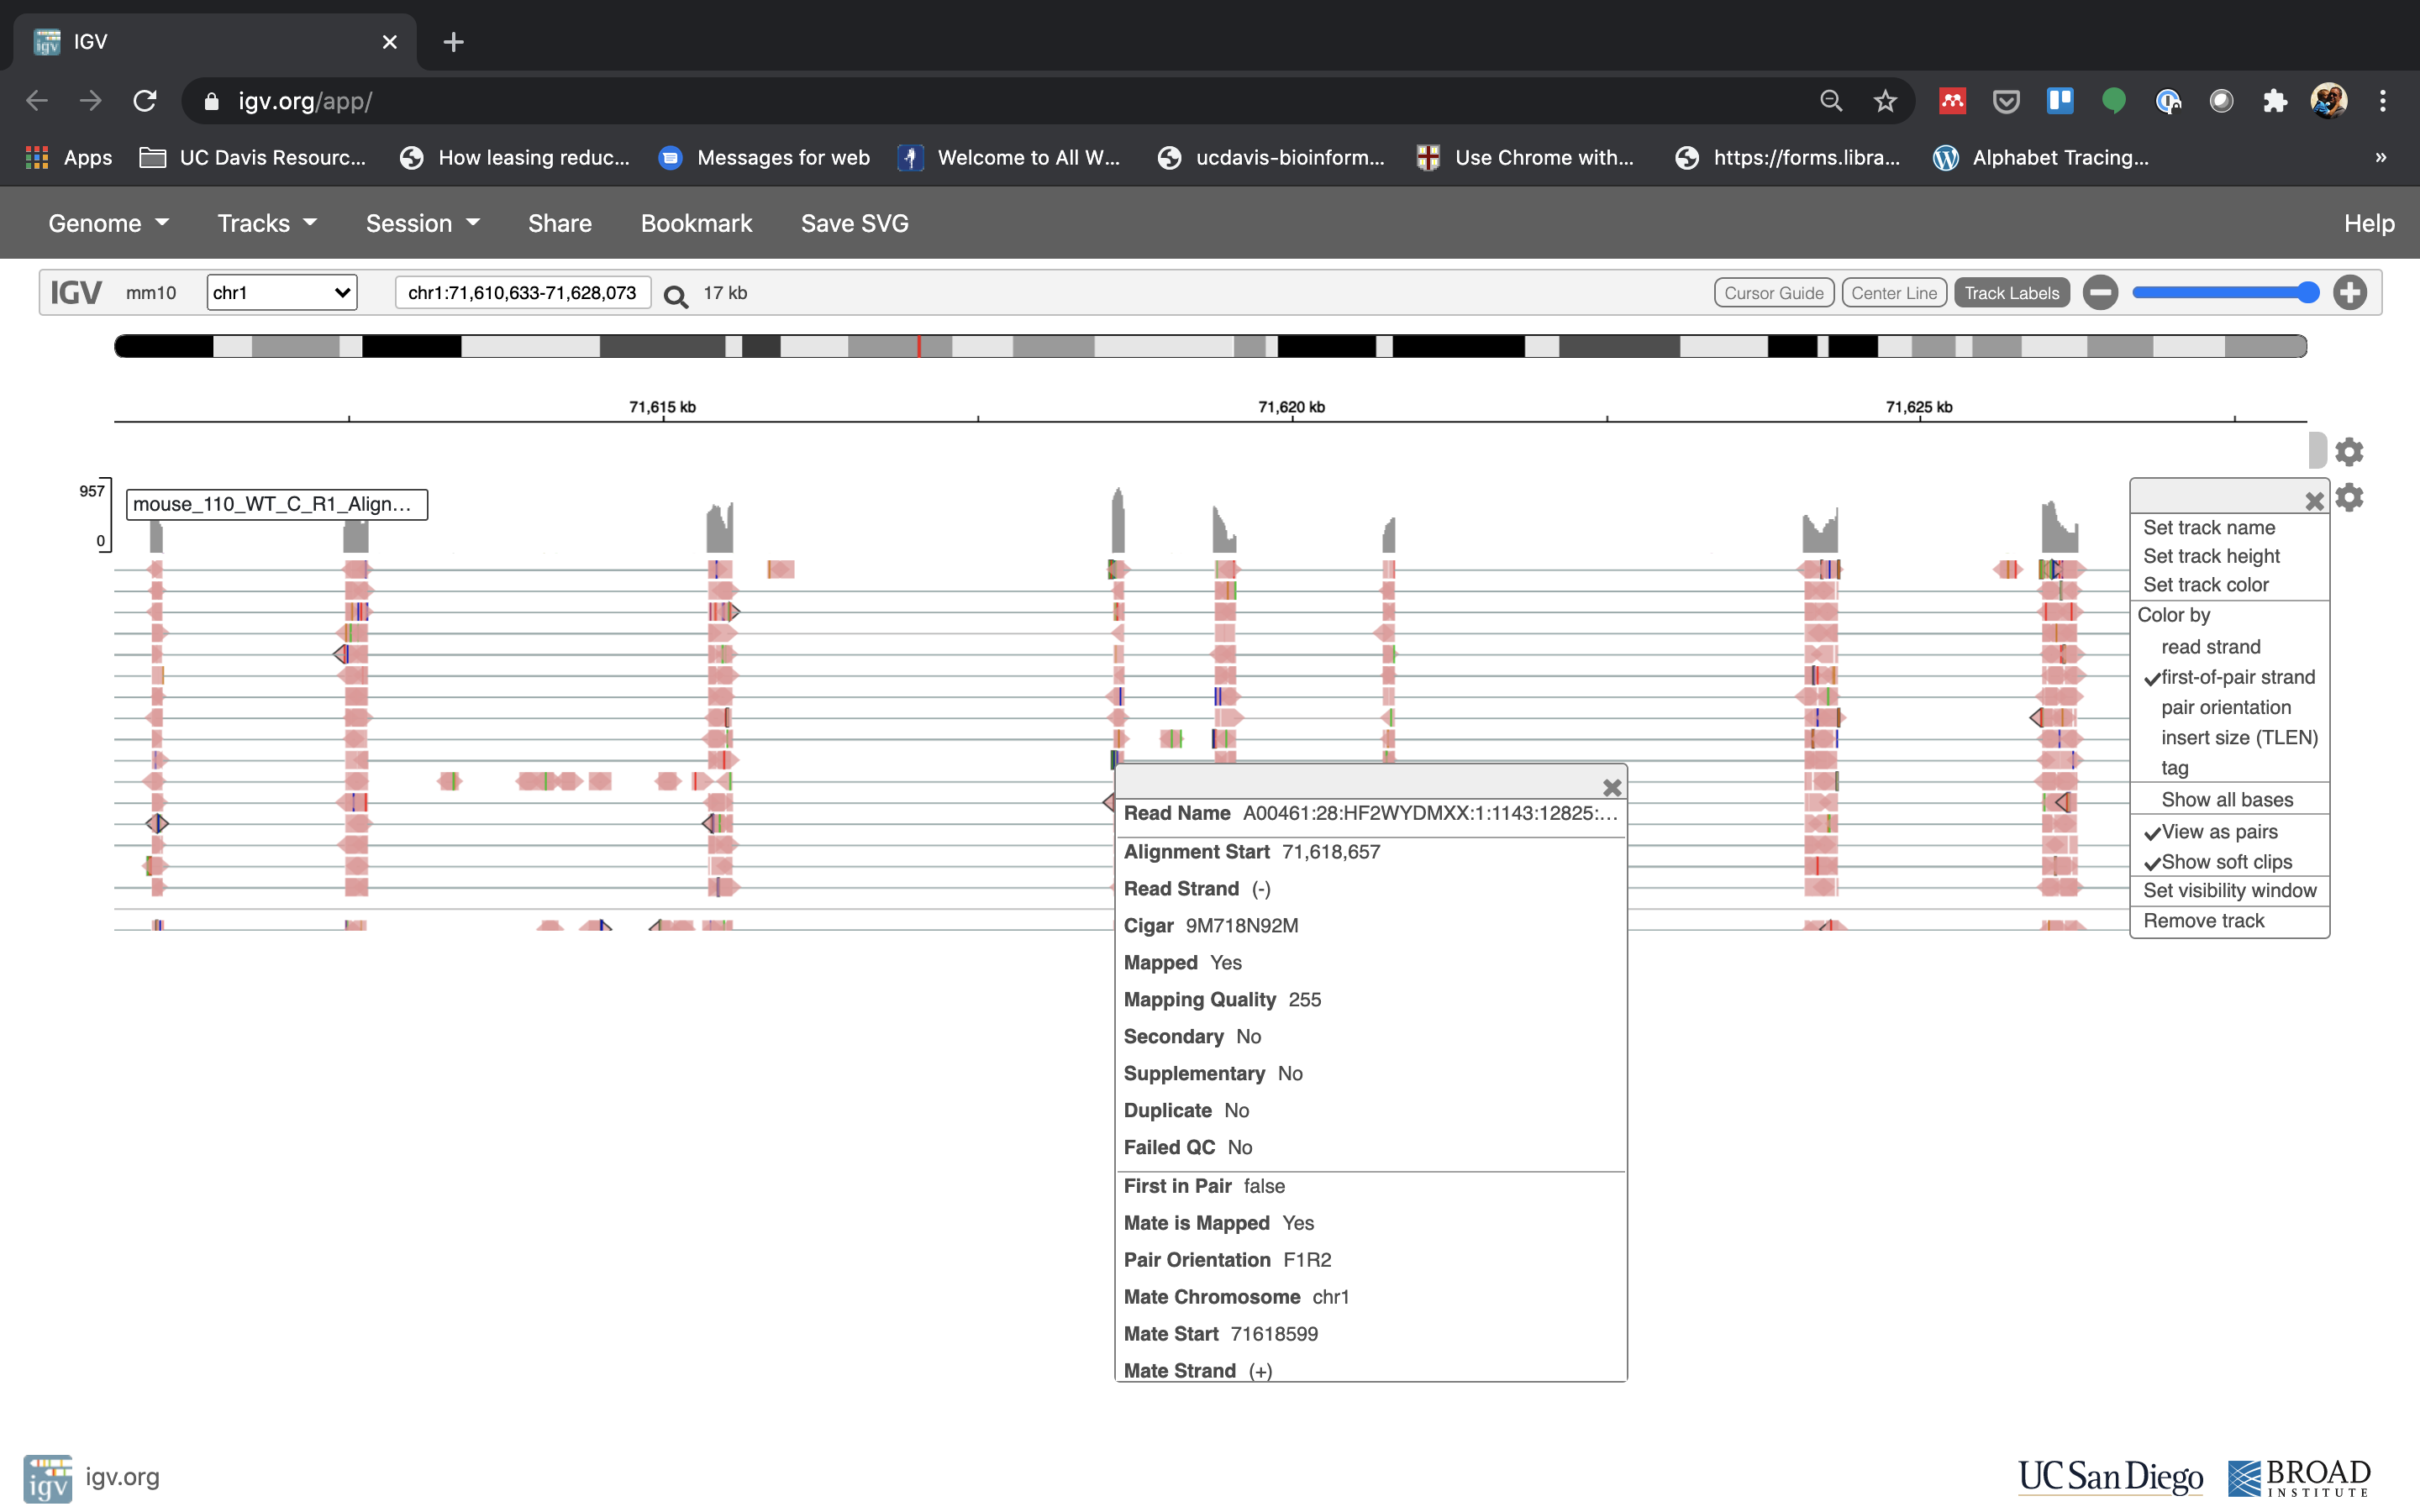 IGV
igv.org/app/
Apps UC Davis Resourc... How leasing reduc... Messages for web Welcome to All W... ucdavis-bioinform... Use Chrome with... https://forms.libra... Alphabet Tracing... »
Genome Tracks Session Share Bookmark Save SVG Help
IGV mm10 chr1 chr1:71,610,633-71,628,073 17 kb Cursor Guide Center Line Track Labels
71,615 kb 71,620 kb 71,625 kb
957
0
mouse_110_WT_C_R1_Align...
Set track name
Set track height
Set track color
Color by
read strand
first-of-pair strand
pair orientation
insert size (TLEN)
tag
Show all bases
View as pairs
Show soft clips
Set visibility window
Remove track
Read Name A00461:28:HF2WYDMXX:1:1143:12825:...
Alignment Start 71,618,657
Read Strand (-)
Cigar 9M718N92M
Mapped Yes
Mapping Quality 255
Secondary No
Supplementary No
Duplicate No
Failed QC No
First in Pair false
Mate is Mapped Yes
Pair Orientation F1R2
Mate Chromosome chr1
Mate Start 71618599
Mate Strand (+)
igv igv.org
UC San Diego
BROAD
INSTITUTE